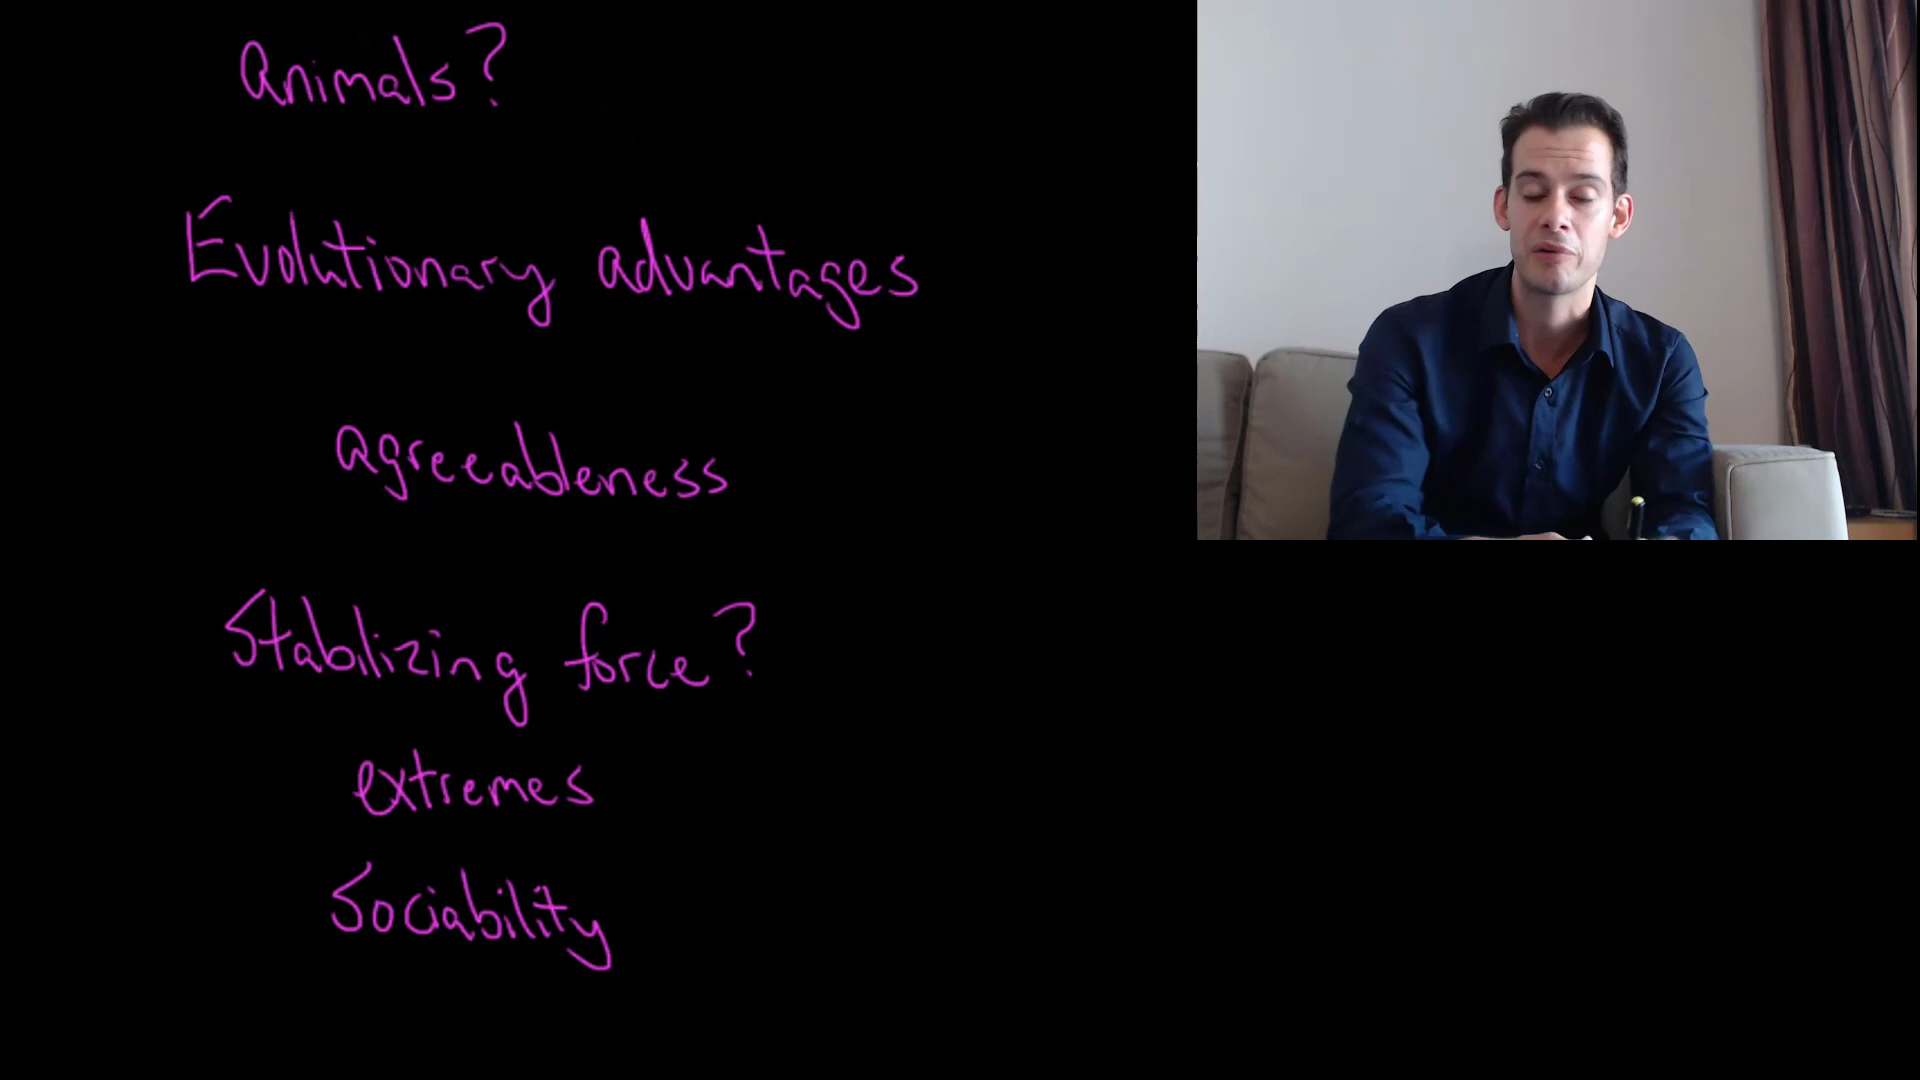 Animals?
Evolutionary advantages
agreeableness
Stabilizing force?
extremes
Sociability